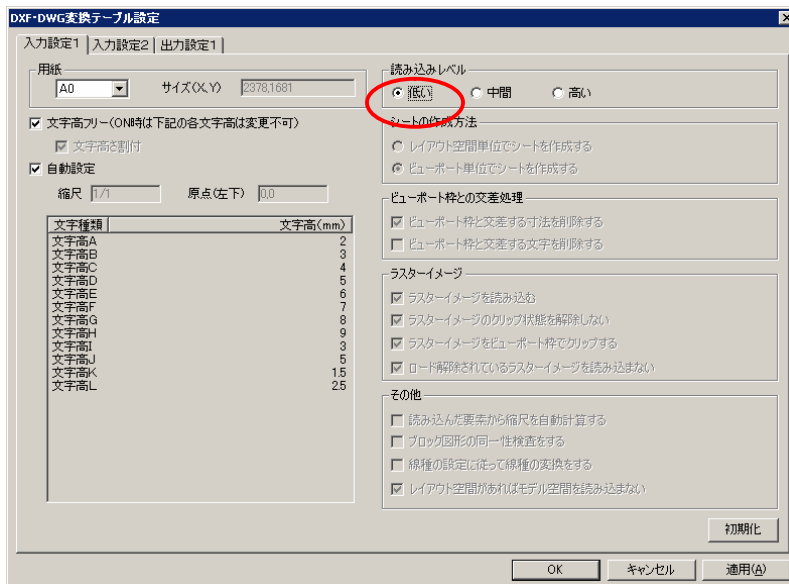 DXF・DWG変換テーブル設定
入力設定1 入力設定2 出力設定1
用紙
A0 サイズ(X,Y) 2378,1681
文字高フリー(ON時は下記の各文字高は変更不可)
文字高さ割付
自動設定
縮尺 1/1 原点(左下) 0,0
文字種類 文字高(mm)
文字高A 2
文字高B 3
文字高C 4
文字高D 5
文字高E 6
文字高F 7
文字高G 8
文字高H 9
文字高I 3
文字高J 5
文字高K 1.5
文字高L 2.5
読み込みレベル
低い 中間 高い
シートの作成方法
レイアウト空間単位でシートを作成する
ビューポート単位でシートを作成する
ビューポート枠との交差処理
ビューポート枠と交差する寸法を削除する
ビューポート枠と交差する文字を削除する
ラスターイメージ
ラスターイメージを読み込む
ラスターイメージのクリップ状態を解除しない
ラスターイメージをビューポート枠でクリップする
ロード解除されているラスターイメージを読み込まない
その他
読み込んだ要素から縮尺を自動計算する
ブロック図形の同一性検査をする
線種の設定に従って線種の変換をする
レイアウト空間があればモデル空間を読み込まない
初期化
OK キャンセル 適用(A)